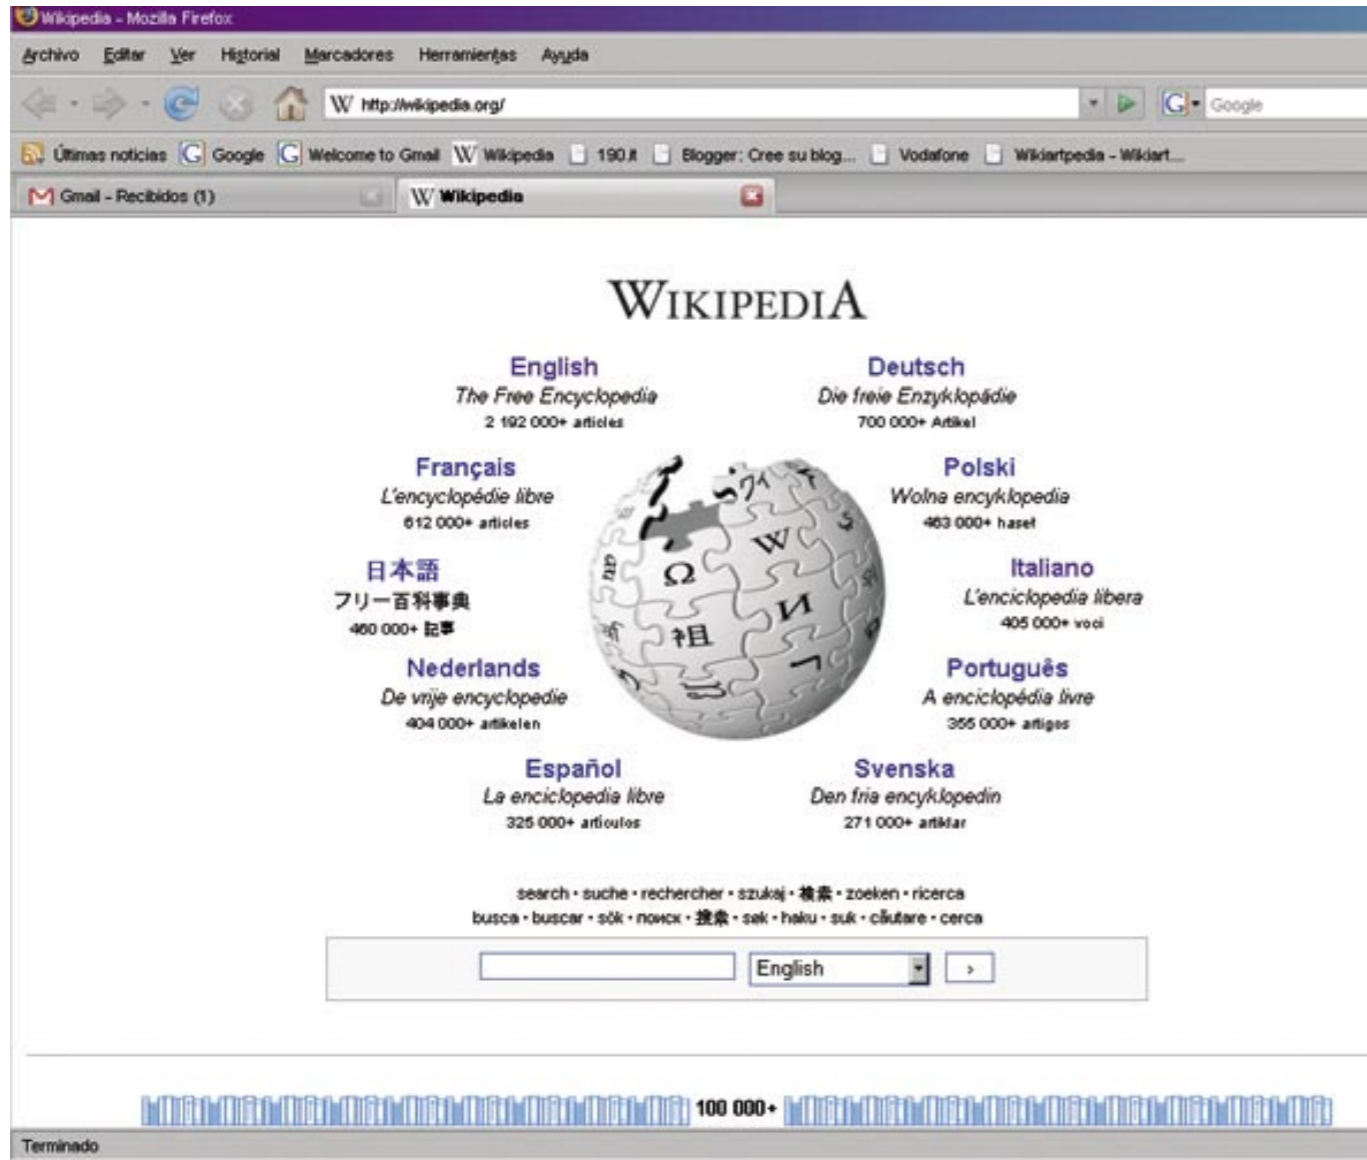 Wikipedia - Mozilla Firefox
Archivo Editar Ver Historial Marcadores Herramientas Ayuda
W http://wikipedia.org/ G Google
Últimas noticias G Google G Welcome to Gmail W Wikipedia 190.it Blogger: Cree su blog... Vodafone Wikiartpedia - Wikiart...
Gmail - Recibidos (1) W Wikipedia
WIKIPEDIA
English Deutsch
The Free Encyclopedia Die freie Enzyklopädie
2 192 000+ articles 700 000+ Artikel
Français Polski
L'encyclopédie libre Wolna encyklopedia
612 000+ articles 463 000+ haseł
日本語 Italiano
フリー百科事典 L'enciclopedia libera
460 000+ 記事 405 000+ voci
Nederlands Português
De vrije encyclopedie A enciclopédia livre
404 000+ artikelen 355 000+ artigos
Español Svenska
La enciclopedia libre Den fria encyklopedin
325 000+ artículos 271 000+ artiklar
Ω W И 祖
search · suche · rechercher · szukaj · 検索 · zoeken · ricerca
busca · buscar · sök · поиск · 搜索 · søk · haku · suk · căutare · cerca
English ›
100 000+
Terminado